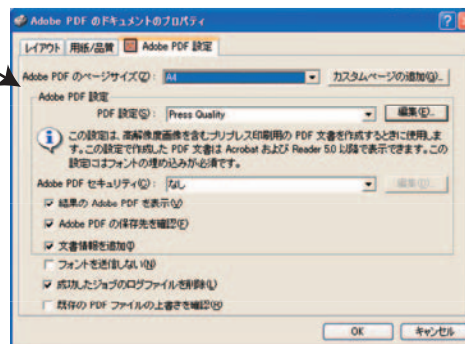 Adobe PDF のドキュメントのプロパティ
レイアウト 用紙/品質 Adobe PDF 設定
Adobe PDF のページサイズ(Z): A4 カスタムページの追加(G)...
Adobe PDF 設定
PDF 設定(S): Press Quality 編集(E)...
この設定は、高解像度画像を含むプリプレス印刷用の PDF 文書を作成するときに使用しま
す。この設定で作成した PDF 文書は Acrobat および Reader 5.0 以降で表示できます。この
設定にはフォントの埋め込みが必須です。
Adobe PDF セキュリティ(C): なし 編集(D)...
結果の Adobe PDF を表示(V)
Adobe PDF の保存先を確認(F)
文書情報を追加(I)
フォントを送信しない(N)
成功したジョブのログファイルを削除(L)
既存の PDF ファイルの上書きを確認(R)
OK キャンセル